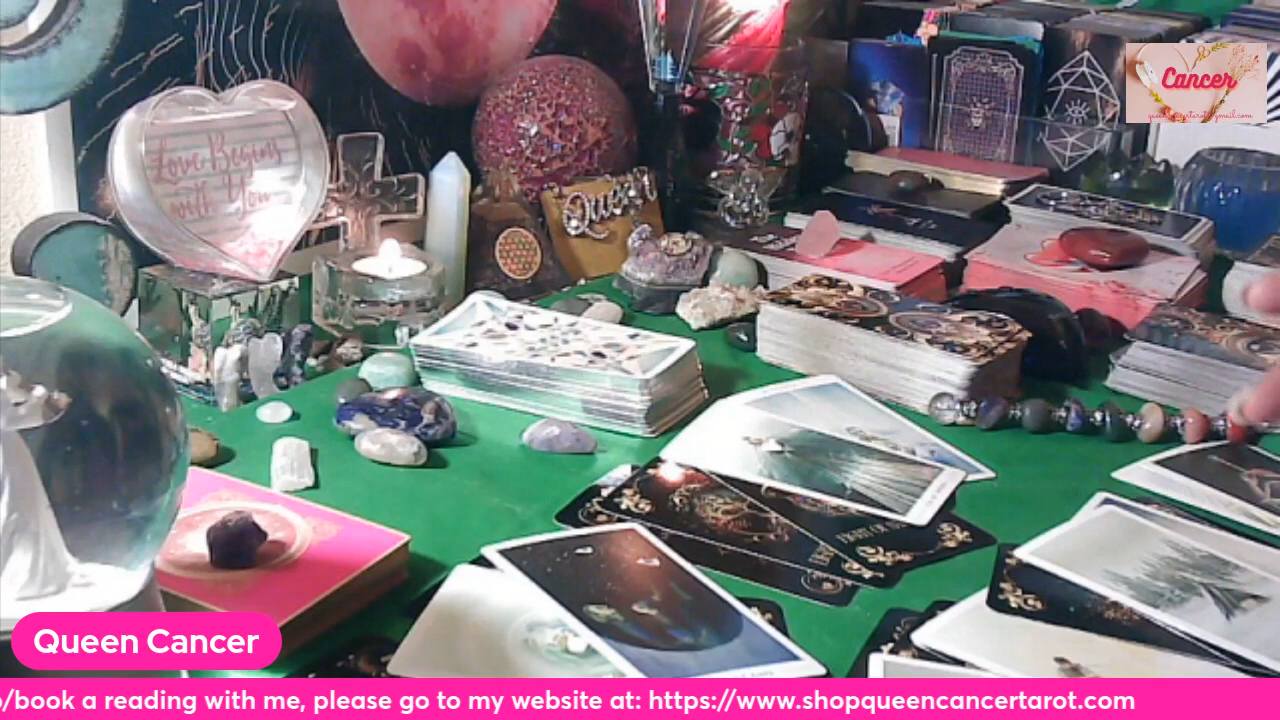 Cancer
Love Begins
with You
Queen
Queen Cancer
/book a reading with me, please go to my website at: https://www.shopqueencancertarot.com